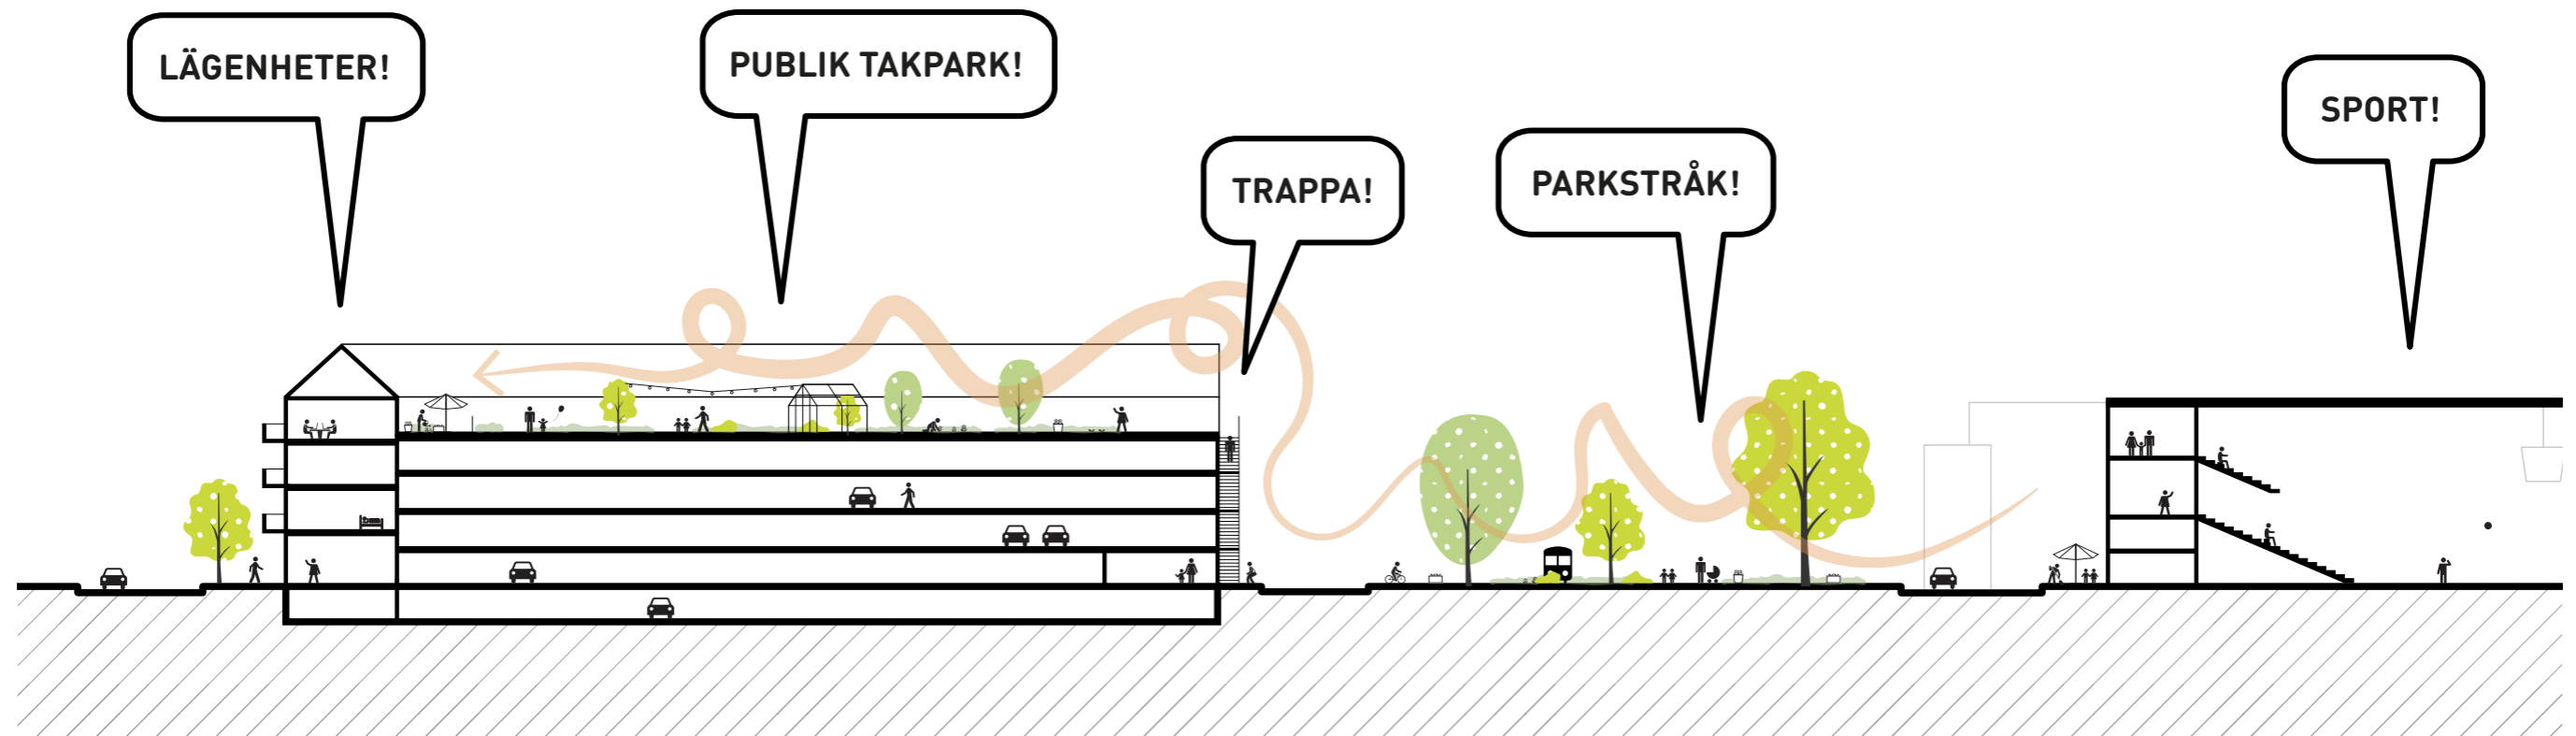 LÄGENHETER!
PUBLIK TAKPARK!
TRAPPA!
PARKSTRÅK!
SPORT!